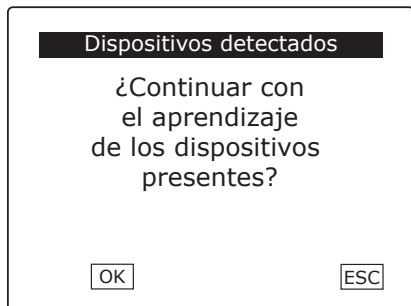 Dispositivos detectados
¿Continuar con
el aprendizaje
de los dispositivos
presentes?
OK ESC